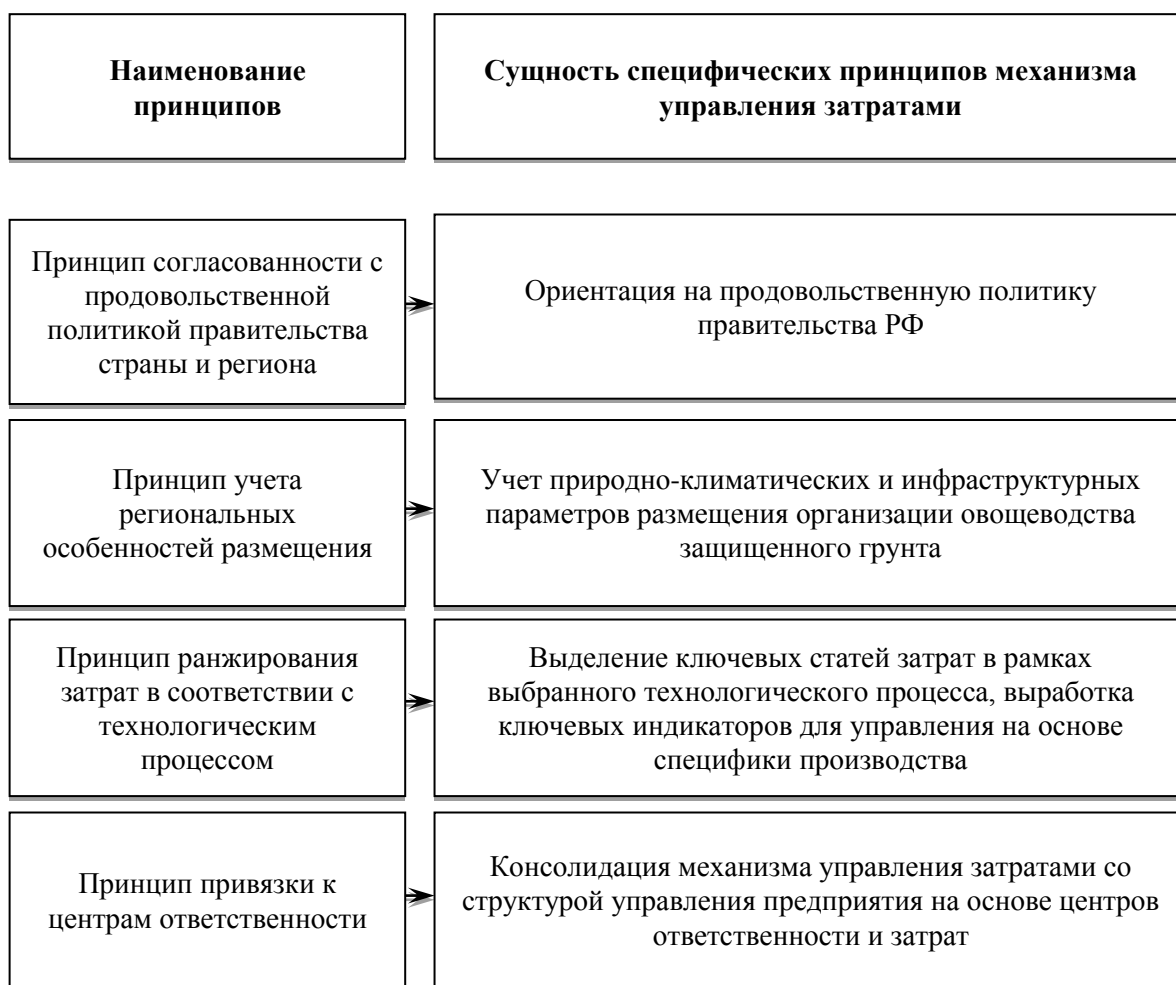 Наименование
принципов
Сущность специфических принципов механизма
управления затратами
Принцип согласованности с
продовольственной
политикой правительства
страны и региона
Ориентация на продовольственную политику
правительства РФ
Принцип учета
региональных
особенностей размещения
Учет природно-климатических и инфраструктурных
параметров размещения организации овощеводства
защищенного грунта
Принцип ранжирования
затрат в соответствии с
технологическим
процессом
Выделение ключевых статей затрат в рамках
выбранного технологического процесса, выработка
ключевых индикаторов для управления на основе
специфики производства
Принцип привязки к
центрам ответственности
Консолидация механизма управления затратами со
структурой управления предприятия на основе центров
ответственности и затрат